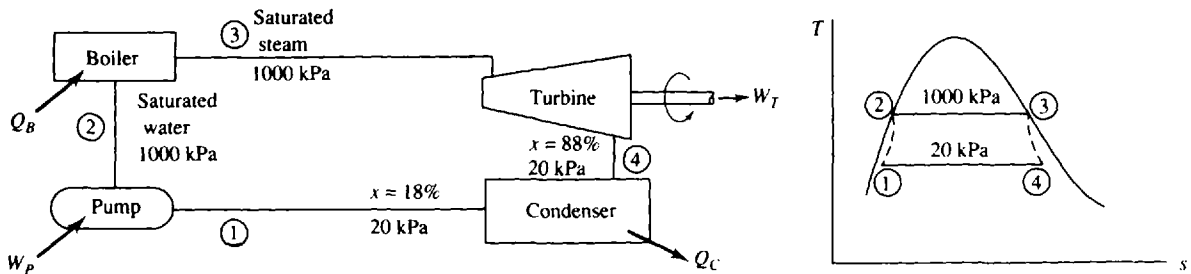 ③ Saturated
steam
1000 kPa
Boiler
Q_B
②
Saturated
water
1000 kPa
Turbine
W_T
x = 88%
20 kPa
④
Pump
W_P
①
x = 18%
20 kPa
Condenser
Q_C
T
② 1000 kPa ③
20 kPa
① ④
s